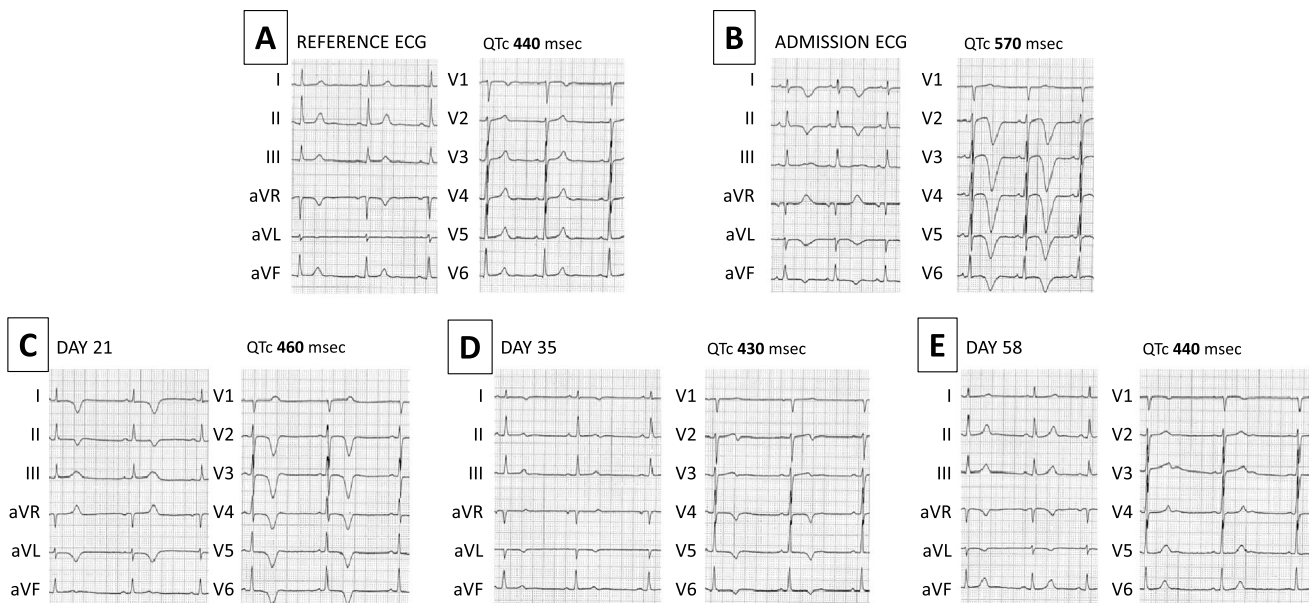 A REFERENCE ECG QTc 440 msec
I V1
II V2
III V3
aVR V4
aVL V5
aVF V6
B ADMISSION ECG QTc 570 msec
I V1
II V2
III V3
aVR V4
aVL V5
aVF V6
C DAY 21 QTc 460 msec
I V1
II V2
III V3
aVR V4
aVL V5
aVF V6
D DAY 35 QTc 430 msec
I V1
II V2
III V3
aVR V4
aVL V5
aVF V6
E DAY 58 QTc 440 msec
I V1
II V2
III V3
aVR V4
aVL V5
aVF V6